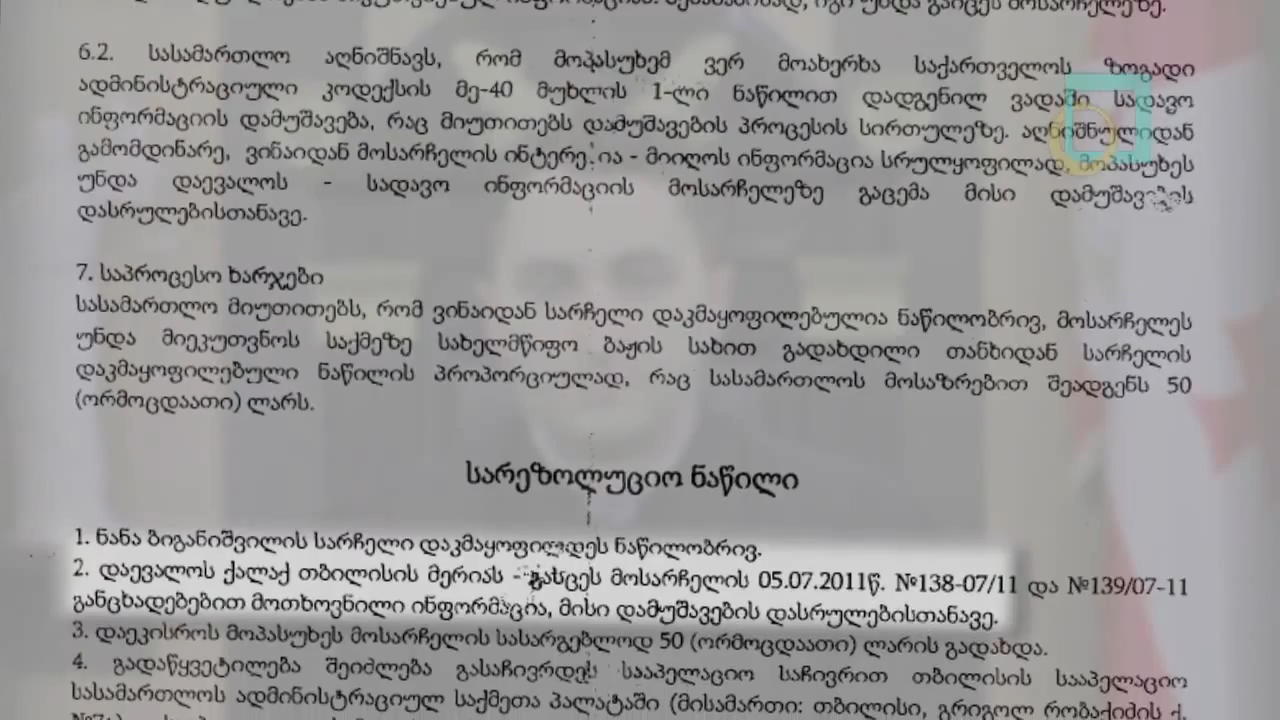 უნდა გაიცეს მოსარჩელეზე.
6.2. სასამართლო აღნიშნავს, რომ მოპასუხემ ვერ მოახერხა საქართველოს ზოგადი
ადმინისტრაციული კოდექსის მე-40 მუხლის 1-ლი ნაწილით დადგენილ ვადაში სადავო
ინფორმაციის დამუშავება, რაც მიუთითებს დამუშავების პროცესის სირთულეზე. აღნიშნულიდან
გამომდინარე, ვინაიდან მოსარჩელის - მიიღოს ინფორმაცია სრულყოფილად, მოპასუხეს
უნდა დაევალოს - სადავო ინფორმაციის მოსარჩელეზე გაცემა მისი დამუშავების
დასრულებისთანავე.
7. საპროცესო ხარჯები
სასამართლო მიუთითებს, რომ ვინაიდან სარჩელი დაკმაყოფილებულია ნაწილობრივ, მოსარჩელეს
უნდა მიეკუთვნოს საქმეზე სახელმწიფო ბაჟის სახით გადახდილი თანხიდან სარჩელის
დაკმაყოფილებული ნაწილის პროპორციულად, რაც სასამართლოს მოსაზრებით შეადგენს 50
(ორმოცდაათი) ლარს.
სარეზოლუციო ნაწილი
1. ნანა ბიგანიშვილის სარჩელი დაკმაყოფილდეს ნაწილობრივ.
2. დაევალოს ქალაქ თბილისის მერიას - გასცეს მოსარჩელის 05.07.2011წ. №138-07/11 და №139/07-11
განცხადებებით მოთხოვნილი ინფორმაცია, მისი დამუშავების დასრულებისთანავე.
3. დაეკისროს მოპასუხეს მოსარჩელის სასარგებლოდ 50 (ორმოცდაათი) ლარის გადახდა.
4. გადაწყვეტილება შეიძლება გასაჩივრდეს სააპელაციო საჩივრით თბილისის სააპელაციო
სასამართლოს ადმინისტრაციულ საქმეთა პალატაში (მისამართი: თბილისი, გრიგოლ რობაქიძის ქ.